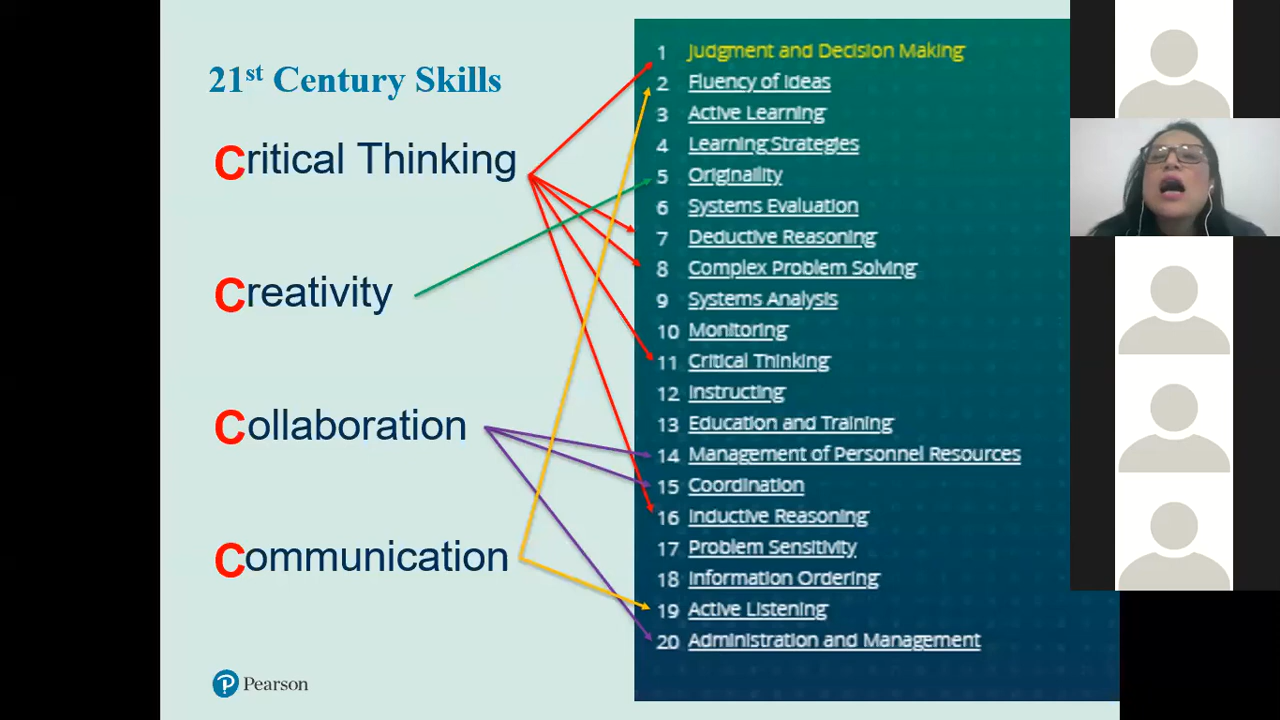 21st Century Skills
Critical Thinking
Creativity
Collaboration
Communication
1 Judgment and Decision Making
2 Fluency of Ideas
3 Active Learning
4 Learning Strategies
5 Originality
6 Systems Evaluation
7 Deductive Reasoning
8 Complex Problem Solving
9 Systems Analysis
10 Monitoring
11 Critical Thinking
12 Instructing
13 Education and Training
14 Management of Personnel Resources
15 Coordination
16 Inductive Reasoning
17 Problem Sensitivity
18 Information Ordering
19 Active Listening
20 Administration and Management
P Pearson